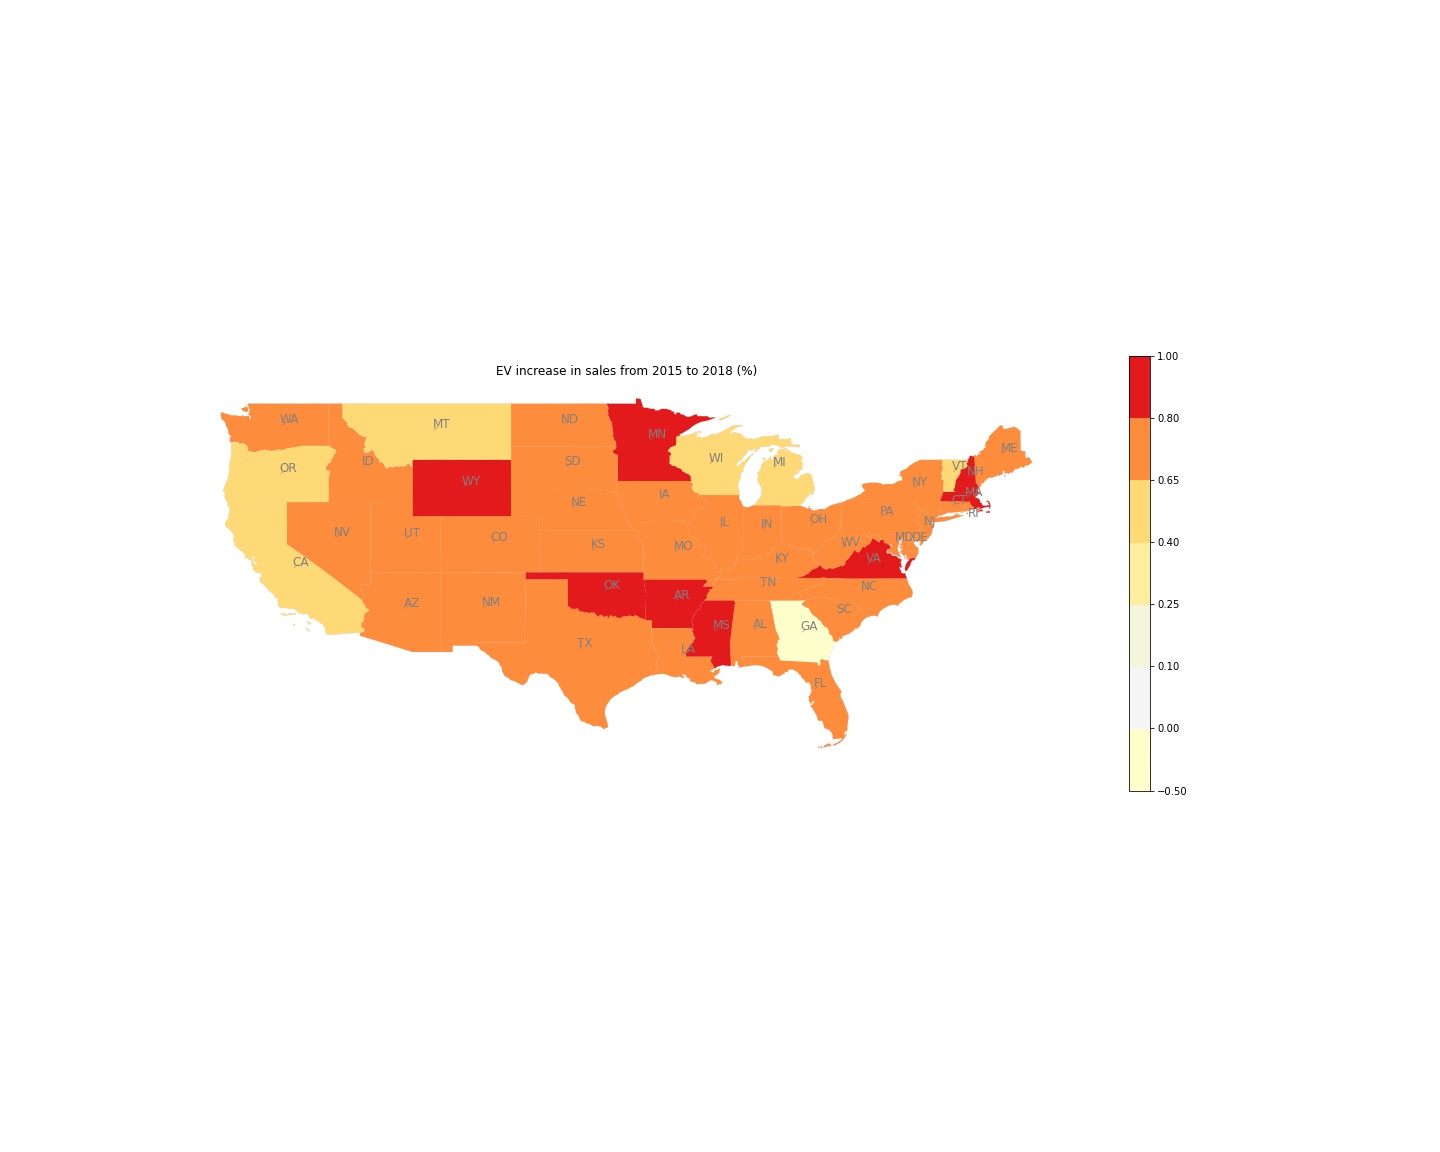 EV increase in sales from 2015 to 2018 (%)
WA
MT
ND
MN
ME
OR
ID
SD
WI
MI
VT
NH
WY
NY
MA
NE
IA
CT
RI
NV
UT
CO
KS
MO
IL
IN
OH
PA
NJ
CA
WV
MD
DE
KY
VA
AZ
NM
OK
AR
TN
NC
TX
LA
MS
AL
GA
SC
FL
1.00
0.80
0.65
0.40
0.25
0.10
0.00
−0.50